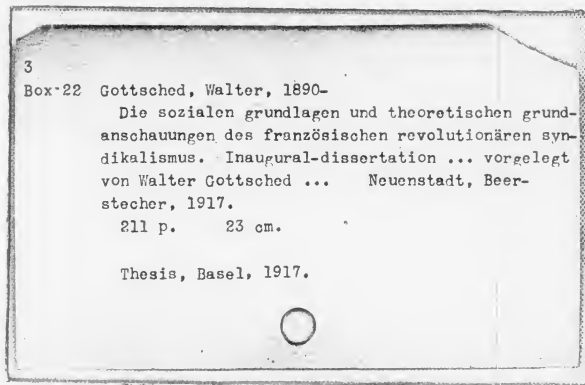 3
Box-22 Gottsched, Walter, 1890-
Die sozialen grundlagen und theoretischen grund-
anschauungen des französischen revolutionären syn-
dikalismus. Inaugural-dissertation ... vorgelegt
von Walter Gottsched ... Neuenstadt, Beer-
stecher, 1917.
211 p. 23 cm.
Thesis, Basel, 1917.